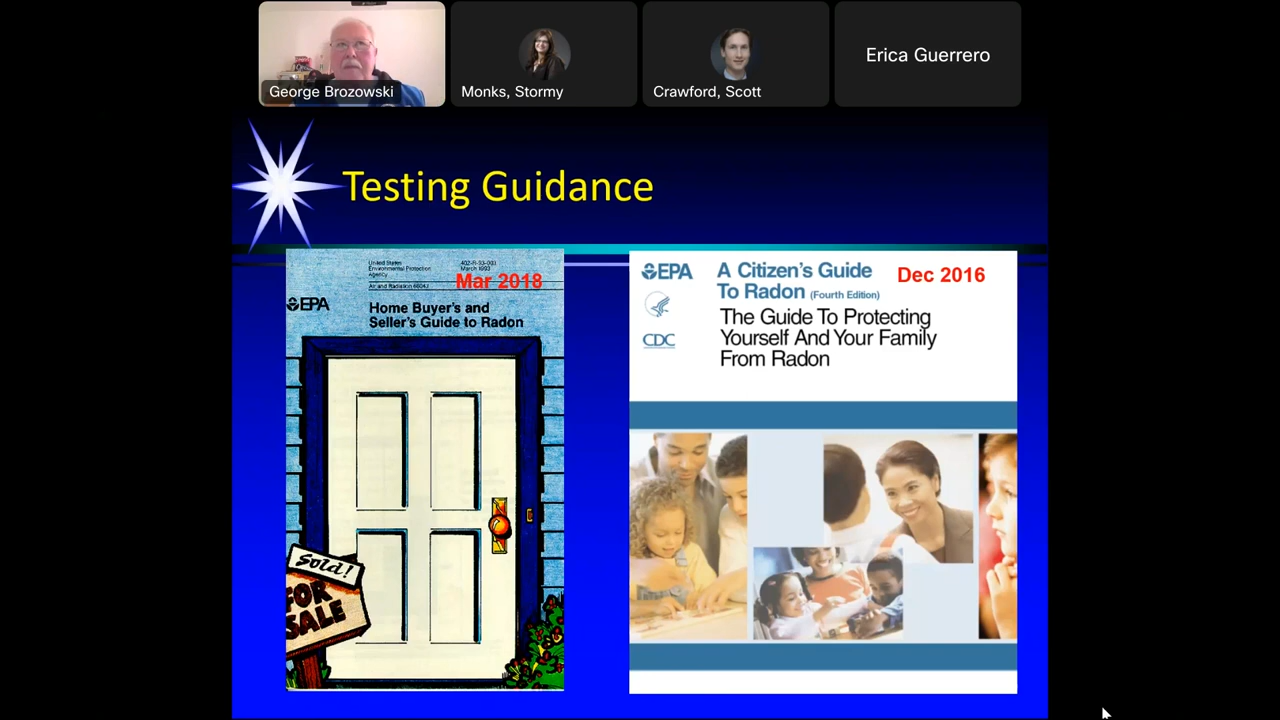 George Brozowski
Monks, Stormy
Crawford, Scott
Erica Guerrero
Testing Guidance
United States
Environmental Protection
Agency
402-R-93-003
March 1993
Air and Radiation 6604J
Mar 2018
EPA
Home Buyer's and
Seller's Guide to Radon
Sold!
FOR
SALE
EPA
CDC
A Citizen's Guide
To Radon (Fourth Edition)
Dec 2016
The Guide To Protecting
Yourself And Your Family
From Radon